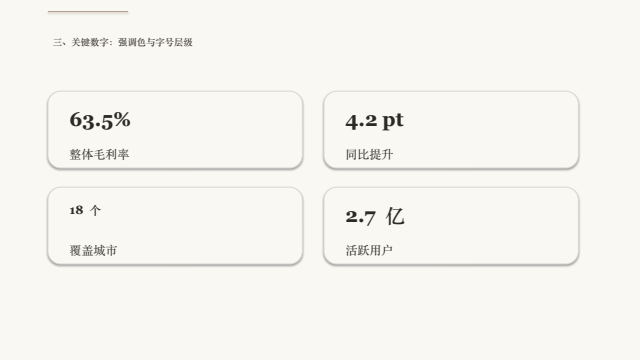 三、关键数字：强调色与字号层级
63.5%
整体毛利率
4.2 pt
同比提升
18 个
覆盖城市
2.7 亿
活跃用户